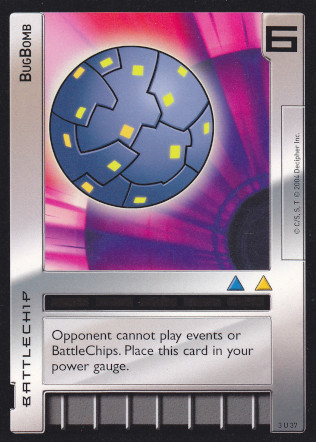 BUGBOMB
6
© C/S, S, T © 2004 Decipher Inc.
BATTLECHIP
Opponent cannot play events or
BattleChips. Place this card in your
power gauge.
3 U 37